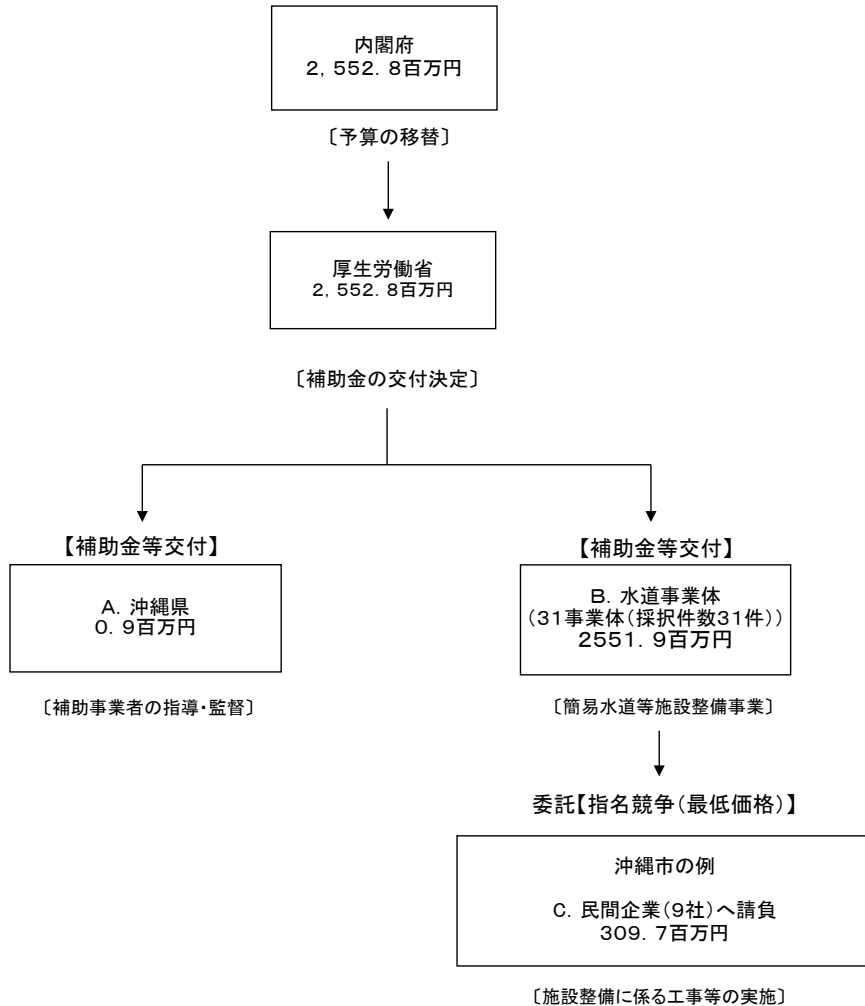 内閣府
２，５５２．８百万円
〔予算の移替〕
厚生労働省
２，５５２．８百万円
〔補助金の交付決定〕
【補助金等交付】
Ａ．沖縄県
０．９百万円
〔補助事業者の指導・監督〕
【補助金等交付】
Ｂ．水道事業体
（３１事業体（採択件数３１件））
２５５１．９百万円
〔簡易水道等施設整備事業〕
委託【指名競争（最低価格）】
沖縄市の例
Ｃ．民間企業（９社）へ請負
３０９．７百万円
〔施設整備に係る工事等の実施〕